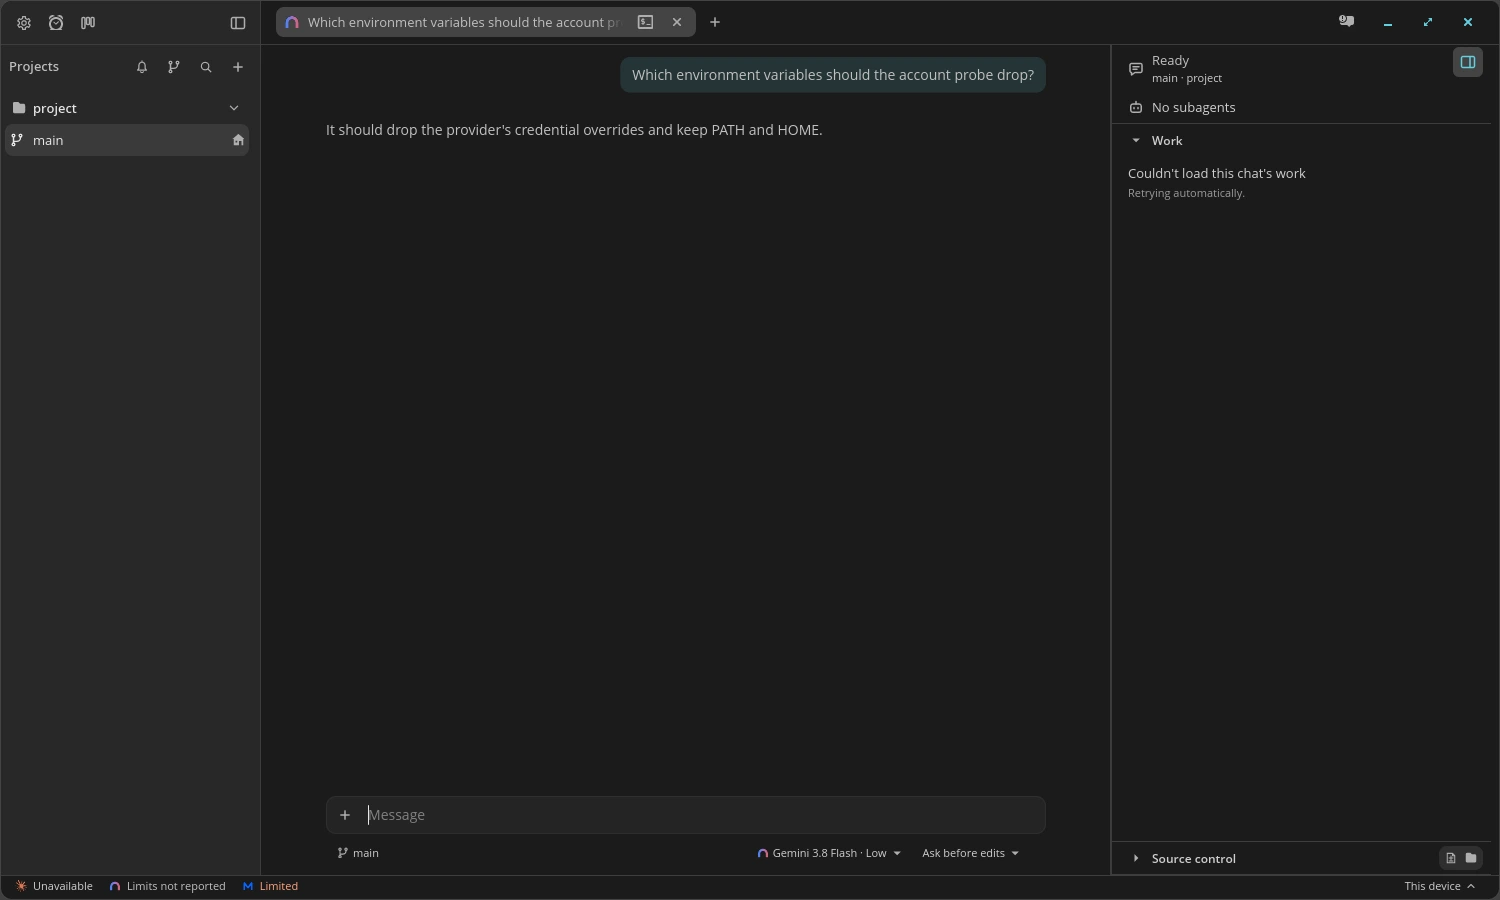 Which environment variables should the account pr
Projects
project
main
Which environment variables should the account probe drop?
It should drop the provider's credential overrides and keep PATH and HOME.
Message
main
Gemini 3.8 Flash · Low
Ask before edits
Ready
main · project
No subagents
Work
Couldn't load this chat's work
Retrying automatically.
Source control
Unavailable
Limits not reported
Limited
This device